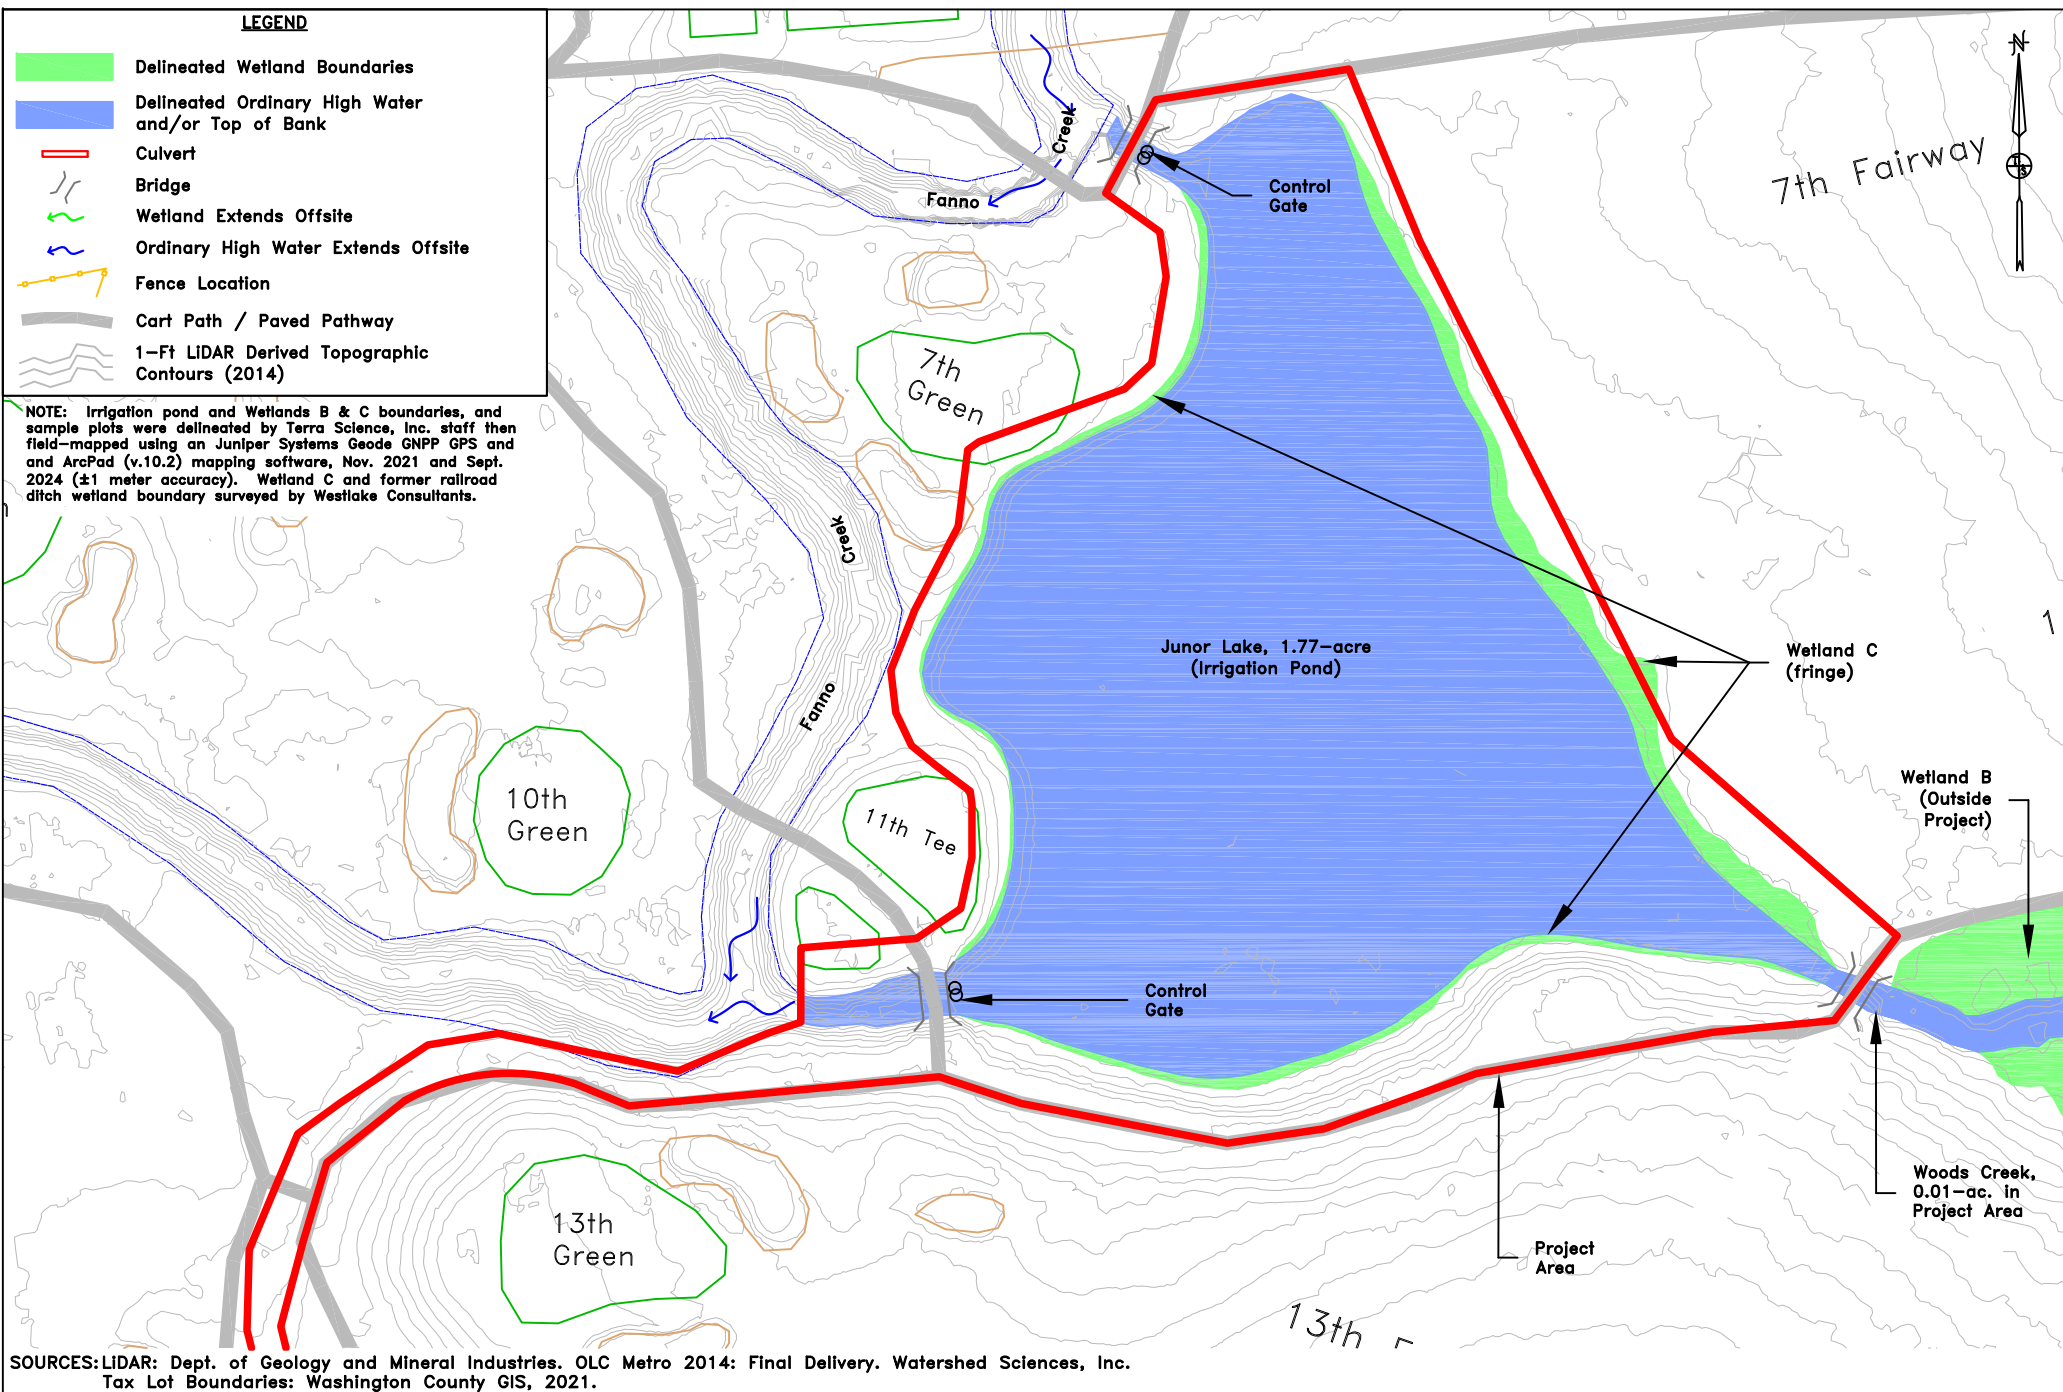 LEGEND
Delineated Wetland Boundaries
Delineated Ordinary High Water
and/or Top of Bank
Culvert
Bridge
Wetland Extends Offsite
Ordinary High Water Extends Offsite
Fence Location
Cart Path / Paved Pathway
1-Ft LiDAR Derived Topographic
Contours (2014)
NOTE: Irrigation pond and Wetlands B & C boundaries, and
sample plots were delineated by Terra Science, Inc. staff then
field-mapped using an Juniper Systems Geode GNPP GPS and
and ArcPad (v.10.2) mapping software, Nov. 2021 and Sept.
2024 (±1 meter accuracy). Wetland C and former railroad
ditch wetland boundary surveyed by Westlake Consultants.
N
Creek
Fanno
Control
Gate
7th Fairway
7th
Green
Creek
Fanno
Junor Lake, 1.77-acre
(Irrigation Pond)
Wetland C
(fringe)
1
10th
Green
11th Tee
Wetland B
(Outside
Project)
Control
Gate
Woods Creek,
0.01-ac. in
Project Area
13th
Green
Project
Area
13th F
SOURCES: LiDAR: Dept. of Geology and Mineral Industries. OLC Metro 2014: Final Delivery. Watershed Sciences, Inc.
Tax Lot Boundaries: Washington County GIS, 2021.